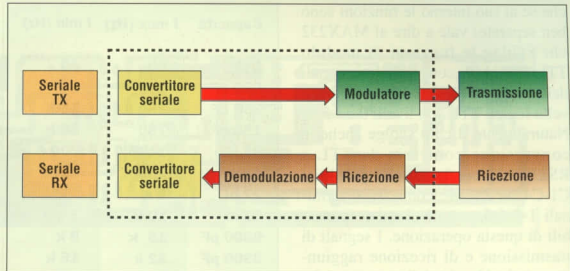 Seriale
TX
Convertitore
seriale
Modulatore
Trasmissione
Seriale
RX
Convertitore
seriale
Demodulazione
Ricezione
Ricezione